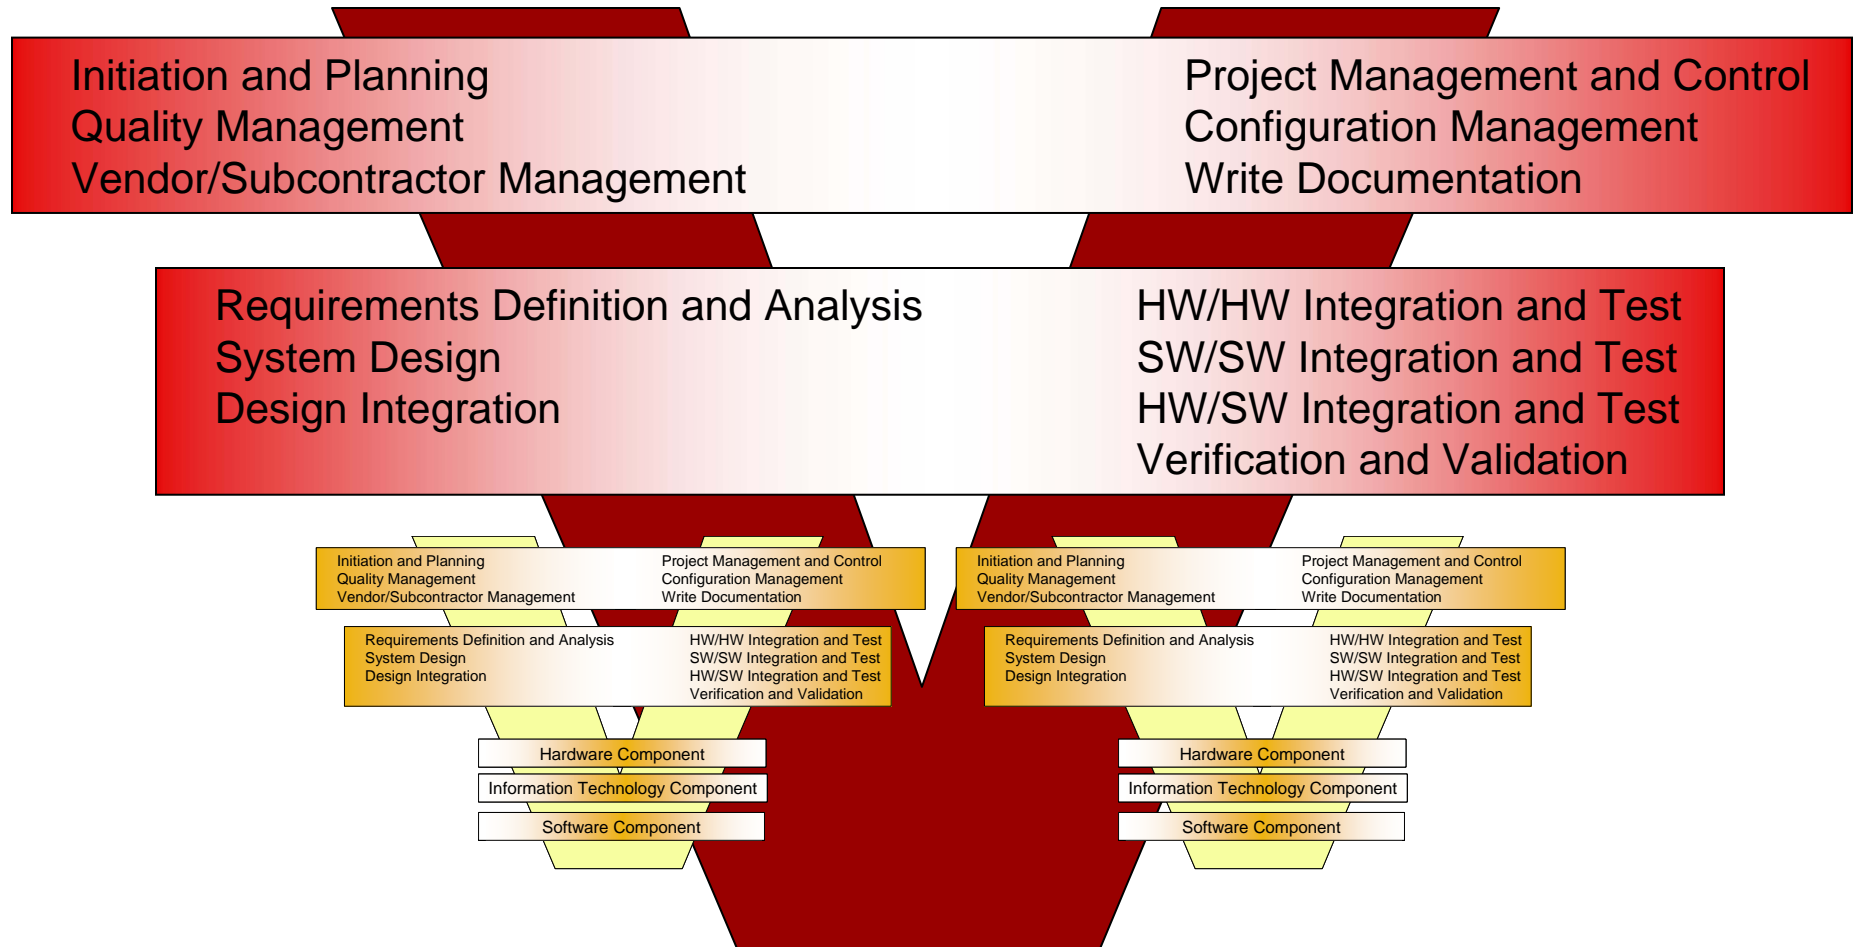 Initiation and Planning
Quality Management
Vendor/Subcontractor Management
Project Management and Control
Configuration Management
Write Documentation
Requirements Definition and Analysis
System Design
Design Integration
HW/HW Integration and Test
SW/SW Integration and Test
HW/SW Integration and Test
Verification and Validation
Initiation and Planning
Quality Management
Vendor/Subcontractor Management
Project Management and Control
Configuration Management
Write Documentation
Requirements Definition and Analysis
System Design
Design Integration
HW/HW Integration and Test
SW/SW Integration and Test
HW/SW Integration and Test
Verification and Validation
Hardware Component
Information Technology Component
Software Component
Initiation and Planning
Quality Management
Vendor/Subcontractor Management
Project Management and Control
Configuration Management
Write Documentation
Requirements Definition and Analysis
System Design
Design Integration
HW/HW Integration and Test
SW/SW Integration and Test
HW/SW Integration and Test
Verification and Validation
Hardware Component
Information Technology Component
Software Component